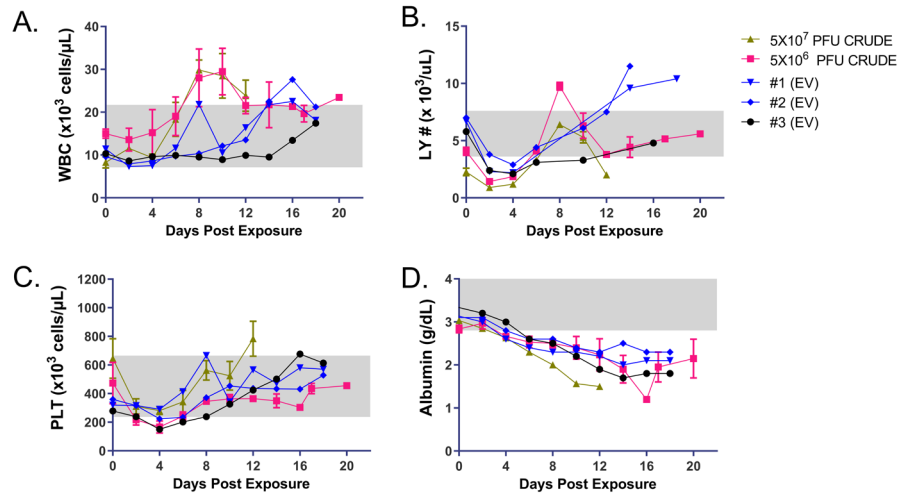 A.
WBC (x10³ cells/µL)
40
30
20
10
0
0 4 8 12 16 20
Days Post Exposure
B.
LY # (x 10³/uL)
15
10
5
0
0 4 8 12 16 20
Days Post Exposure
5X10⁷ PFU CRUDE
5X10⁶ PFU CRUDE
#1 (EV)
#2 (EV)
#3 (EV)
C.
PLT (x10³ cells/µL)
1200
1000
800
600
400
200
0
0 4 8 12 16 20
Days Post Exposure
D.
Albumin (g/dL)
4
3
2
1
0
0 4 8 12 16 20
Days Post Exposure